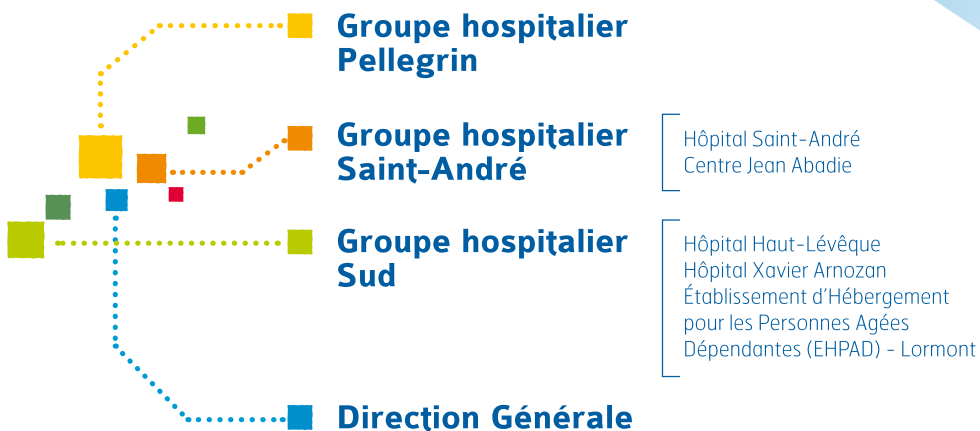 Groupe hospitalier
Pellegrin
Groupe hospitalier
Saint-André
Hôpital Saint-André
Centre Jean Abadie
Groupe hospitalier
Sud
Hôpital Haut-Lévêque
Hôpital Xavier Arnozan
Établissement d'Hébergement
pour les Personnes Agées
Dépendantes (EHPAD) - Lormont
Direction Générale